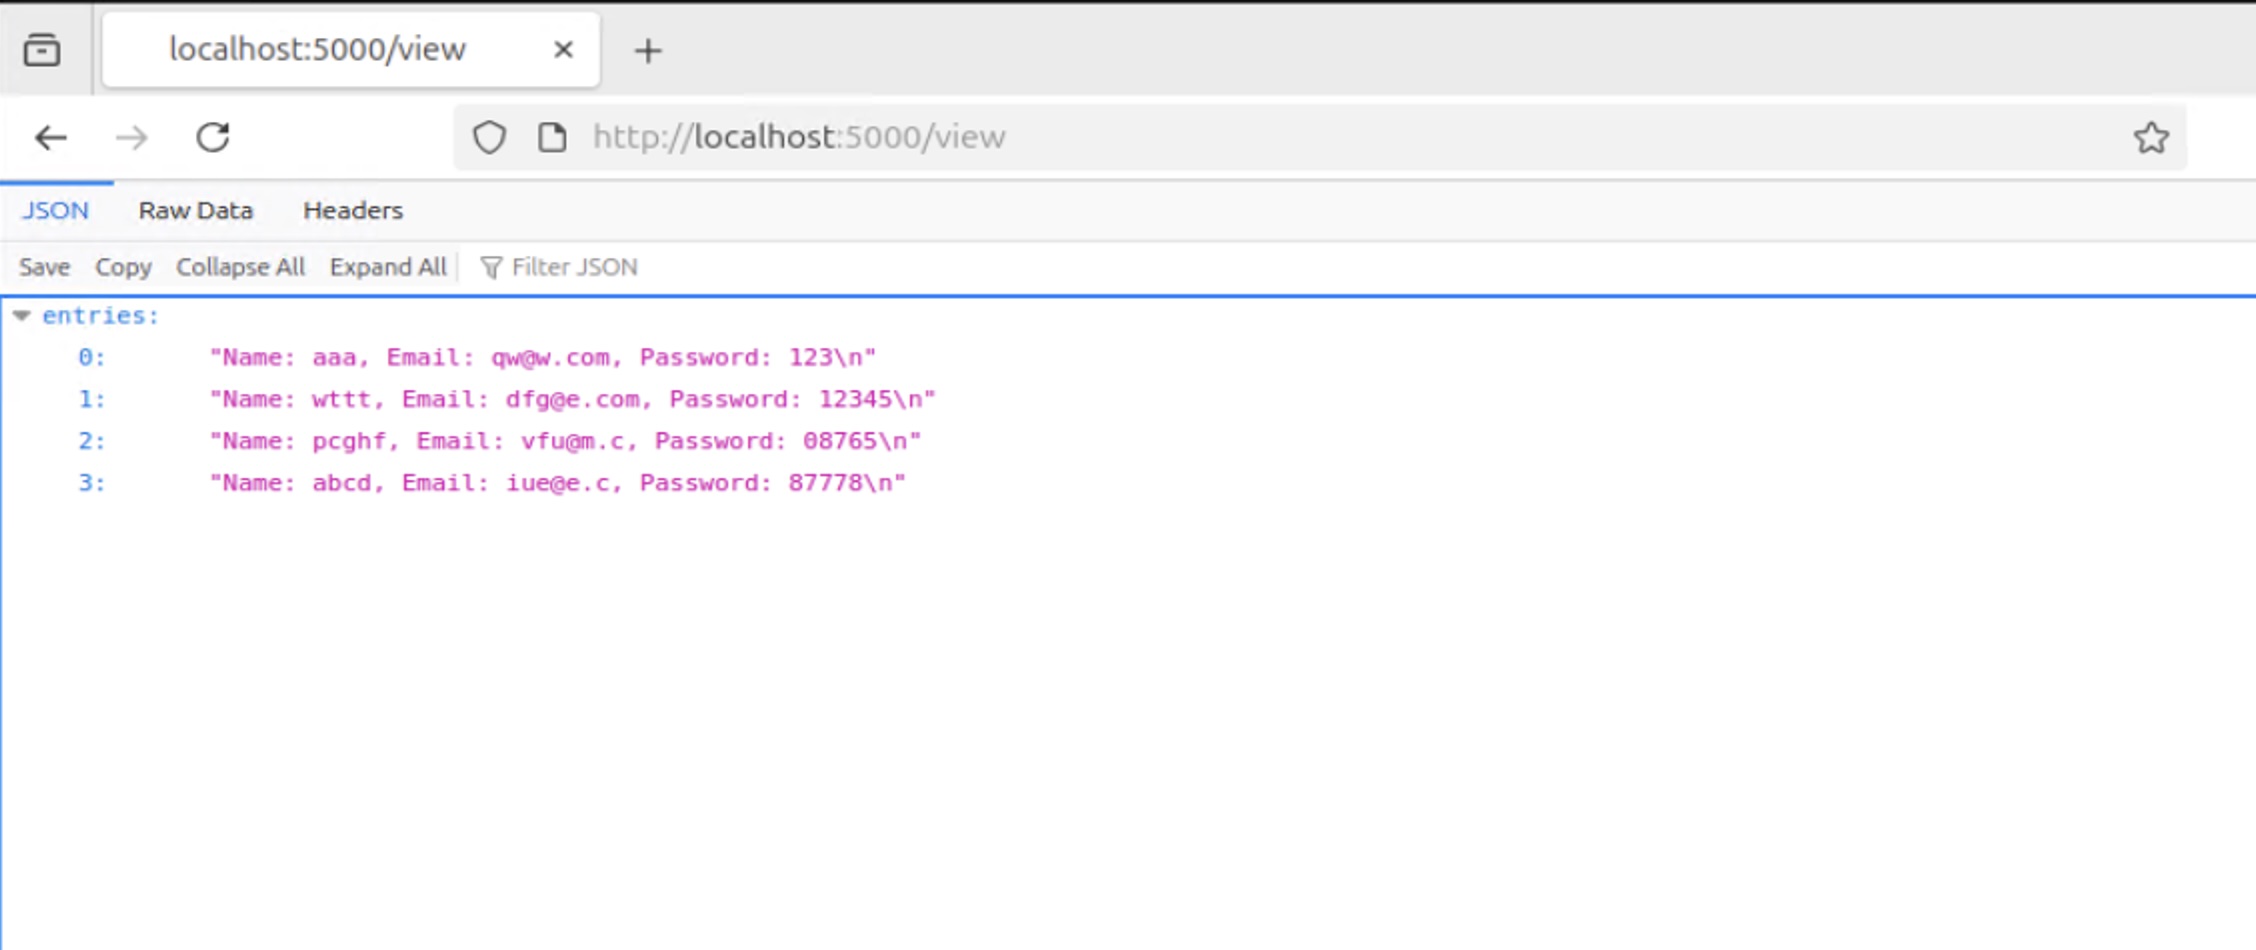 localhost:5000/view
http://localhost:5000/view
JSON Raw Data Headers
Save Copy Collapse All Expand All Filter JSON
entries:
0: "Name: aaa, Email: qw@w.com, Password: 123\n"
1: "Name: wttt, Email: dfg@e.com, Password: 12345\n"
2: "Name: pcghf, Email: vfu@m.c, Password: 08765\n"
3: "Name: abcd, Email: iue@e.c, Password: 87778\n"